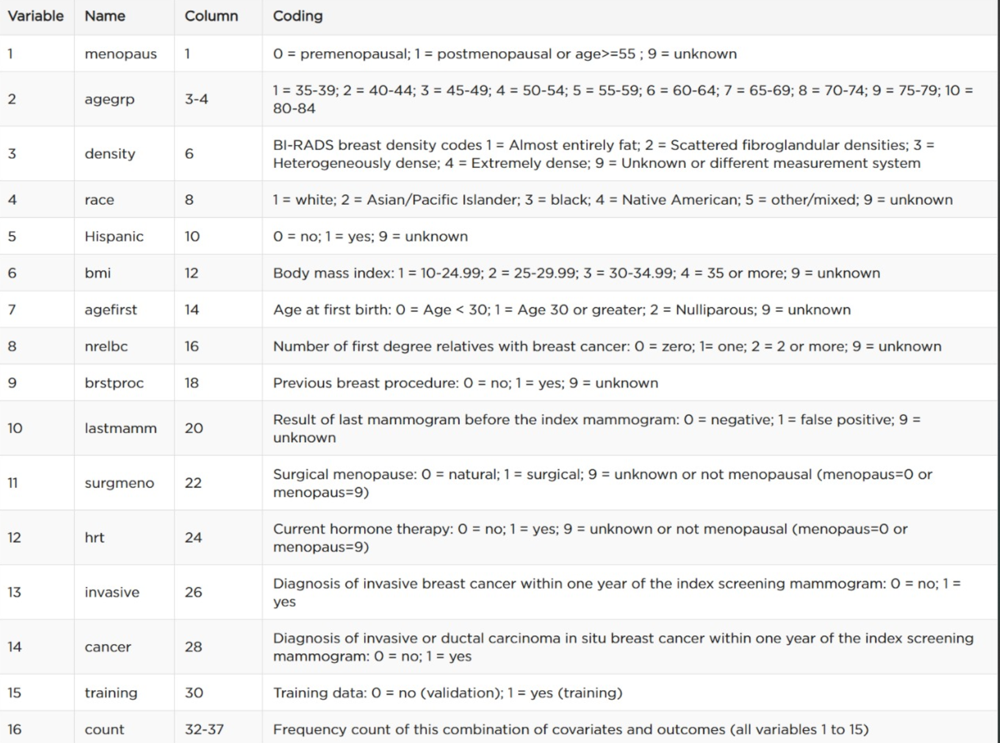 Variable Name Column Coding
1 menopaus 1 0 = premenopausal; 1 = postmenopausal or age>=55 ; 9 = unknown
2 agegrp 3-4 1 = 35-39; 2 = 40-44; 3 = 45-49; 4 = 50-54; 5 = 55-59; 6 = 60-64; 7 = 65-69; 8 = 70-74; 9 = 75-79; 10 =
80-84
3 density 6 BI-RADS breast density codes 1 = Almost entirely fat; 2 = Scattered fibroglandular densities; 3 =
Heterogeneously dense; 4 = Extremely dense; 9 = Unknown or different measurement system
4 race 8 1 = white; 2 = Asian/Pacific Islander; 3 = black; 4 = Native American; 5 = other/mixed; 9 = unknown
5 Hispanic 10 0 = no; 1 = yes; 9 = unknown
6 bmi 12 Body mass index: 1 = 10-24.99; 2 = 25-29.99; 3 = 30-34.99; 4 = 35 or more; 9 = unknown
7 agefirst 14 Age at first birth: 0 = Age < 30; 1 = Age 30 or greater; 2 = Nulliparous; 9 = unknown
8 nrelbc 16 Number of first degree relatives with breast cancer: 0 = zero; 1= one; 2 = 2 or more; 9 = unknown
9 brstproc 18 Previous breast procedure: 0 = no; 1 = yes; 9 = unknown
10 lastmamm 20 Result of last mammogram before the index mammogram: 0 = negative; 1 = false positive; 9 =
unknown
11 surgmeno 22 Surgical menopause: 0 = natural; 1 = surgical; 9 = unknown or not menopausal (menopaus=0 or
menopaus=9)
12 hrt 24 Current hormone therapy: 0 = no; 1 = yes; 9 = unknown or not menopausal (menopaus=0 or
menopaus=9)
13 invasive 26 Diagnosis of invasive breast cancer within one year of the index screening mammogram: 0 = no; 1 =
yes
14 cancer 28 Diagnosis of invasive or ductal carcinoma in situ breast cancer within one year of the index screening
mammogram: 0 = no; 1 = yes
15 training 30 Training data: 0 = no (validation); 1 = yes (training)
16 count 32-37 Frequency count of this combination of covariates and outcomes (all variables 1 to 15)